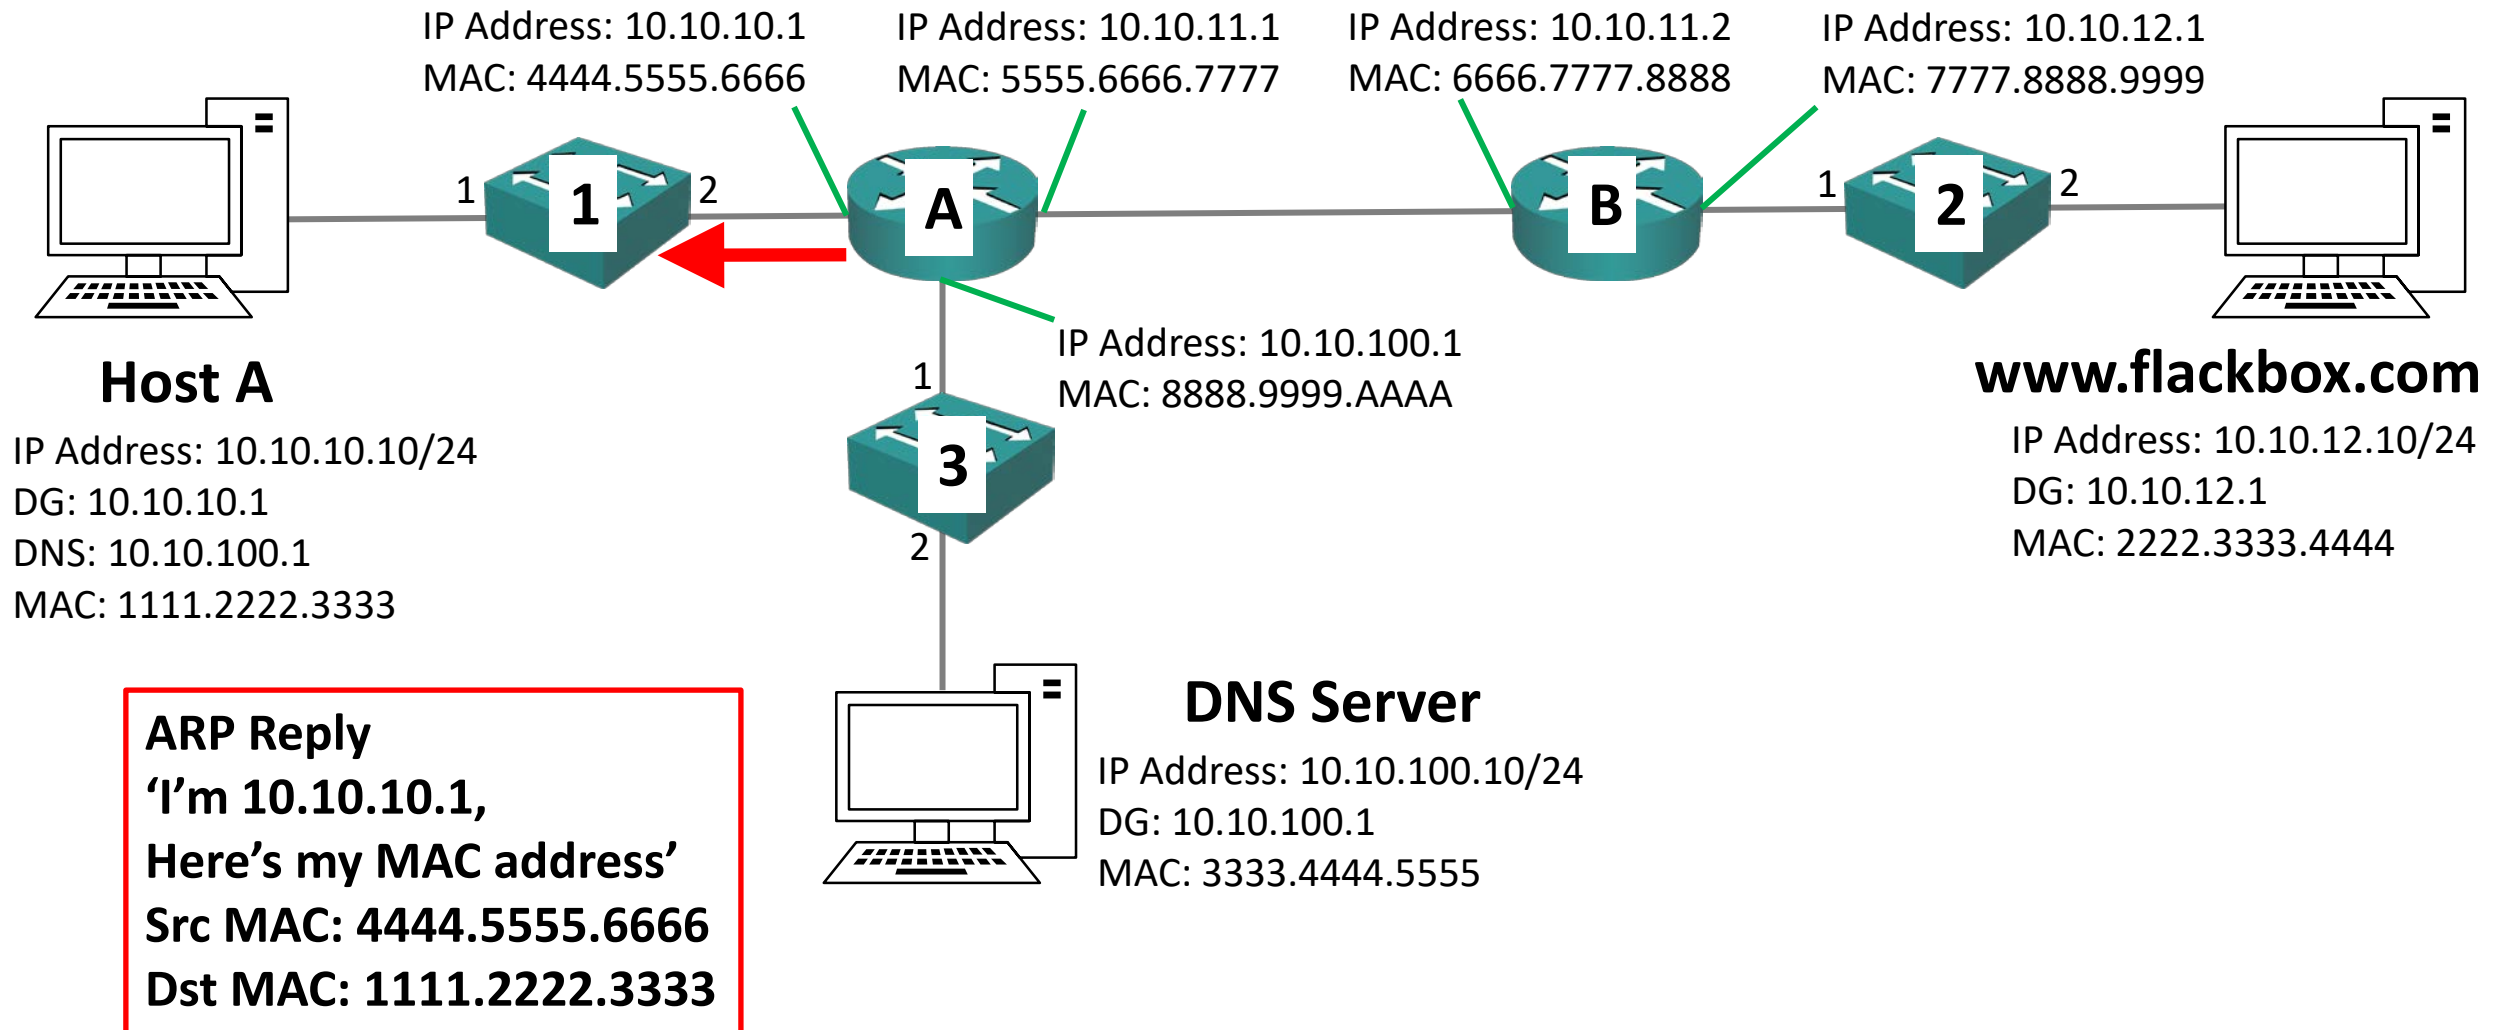 IP Address: 10.10.10.1
MAC: 4444.5555.6666
IP Address: 10.10.11.1
MAC: 5555.6666.7777
IP Address: 10.10.11.2
MAC: 6666.7777.8888
IP Address: 10.10.12.1
MAC: 7777.8888.9999
1
1
2
A
B
1
2
2
IP Address: 10.10.100.1
MAC: 8888.9999.AAAA
Host A
IP Address: 10.10.10.10/24
DG: 10.10.10.1
DNS: 10.10.100.1
MAC: 1111.2222.3333
1
3
2
www.flackbox.com
IP Address: 10.10.12.10/24
DG: 10.10.12.1
MAC: 2222.3333.4444
DNS Server
IP Address: 10.10.100.10/24
DG: 10.10.100.1
MAC: 3333.4444.5555
ARP Reply
‘I’m 10.10.10.1,
Here’s my MAC address’
Src MAC: 4444.5555.6666
Dst MAC: 1111.2222.3333